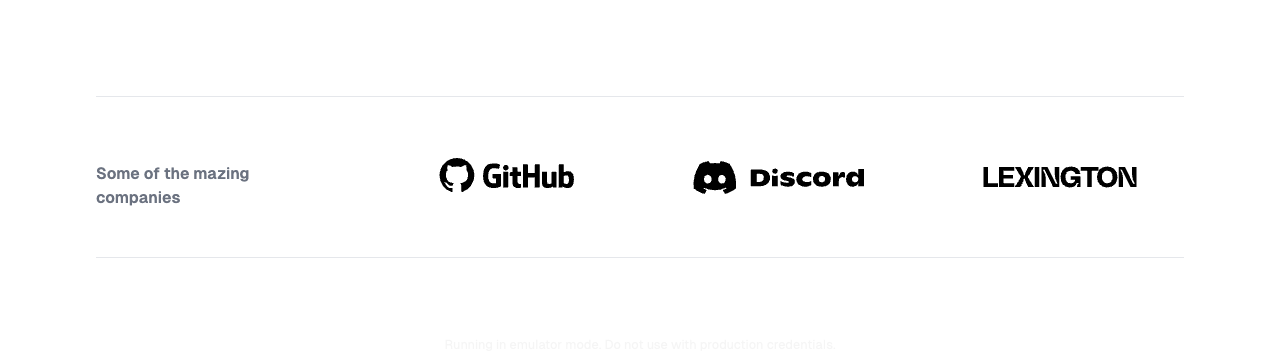 Some of the mazing
companies
GitHub
Discord
LEXINGTON
Running in emulator mode. Do not use with production credentials.